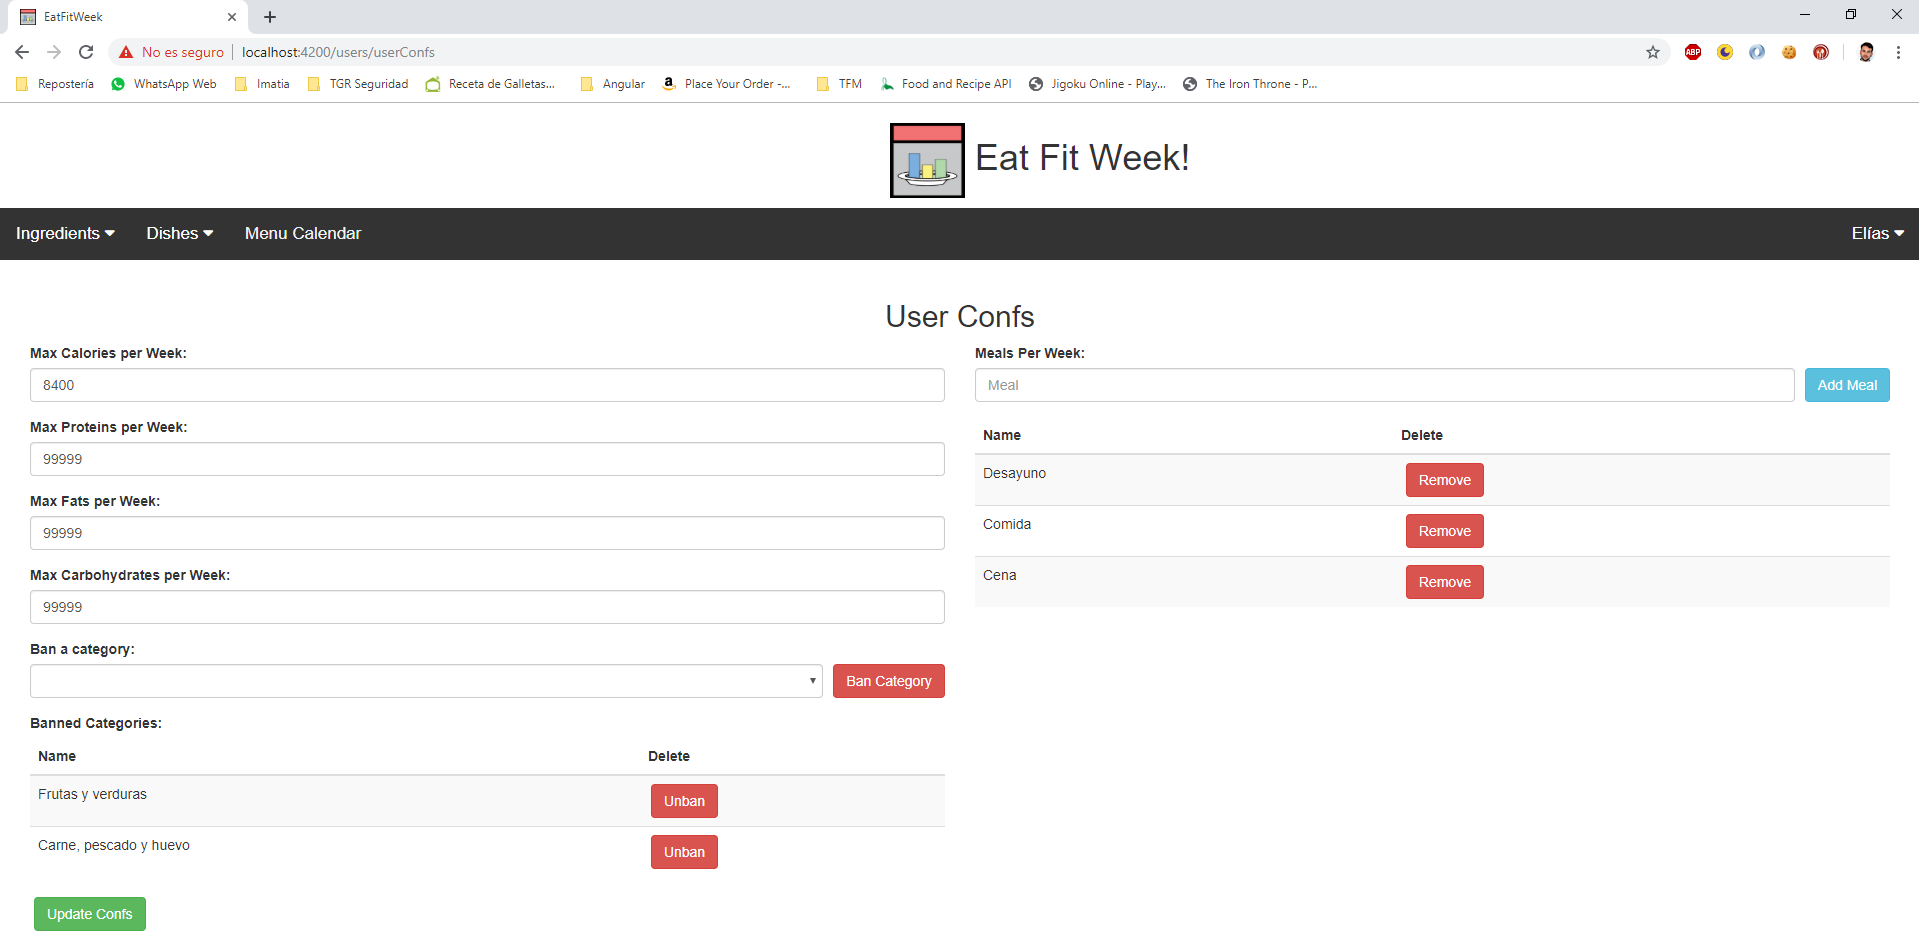 EatFitWeek
No es seguro
localhost:4200/users/userConfs
ABP
Repostería
WhatsApp Web
Imatia
TGR Seguridad
Receta de Galletas...
Angular
Place Your Order -...
TFM
Food and Recipe API
Jigoku Online - Play...
The Iron Throne - P...
Eat Fit Week!
Ingredients
Dishes
Menu Calendar
Elías
User Confs
Max Calories per Week:
8400
Max Proteins per Week:
99999
Max Fats per Week:
99999
Max Carbohydrates per Week:
99999
Ban a category:
Ban Category
Banned Categories:
Name Delete
Frutas y verduras Unban
Carne, pescado y huevo Unban
Update Confs
Meals Per Week:
Meal Add Meal
Name Delete
Desayuno Remove
Comida Remove
Cena Remove